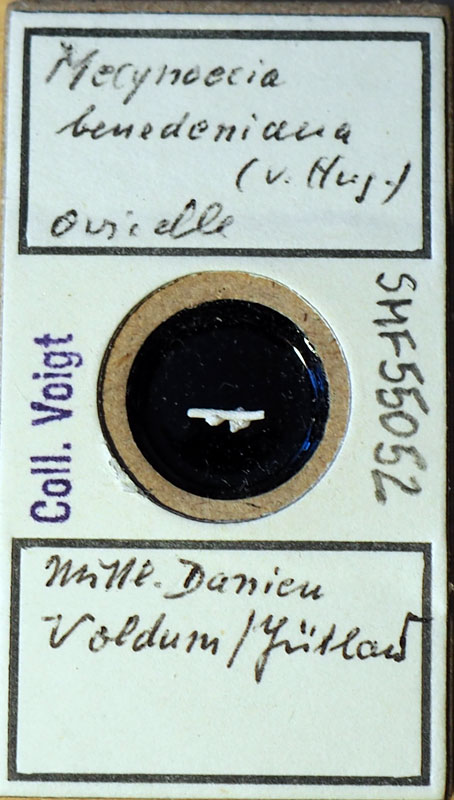 Mecynoecia
benedeniana
(v. Hag.)
ovicelle
Coll. Voigt
SMF55052
Mittl. Danien
Voldum/Jütland